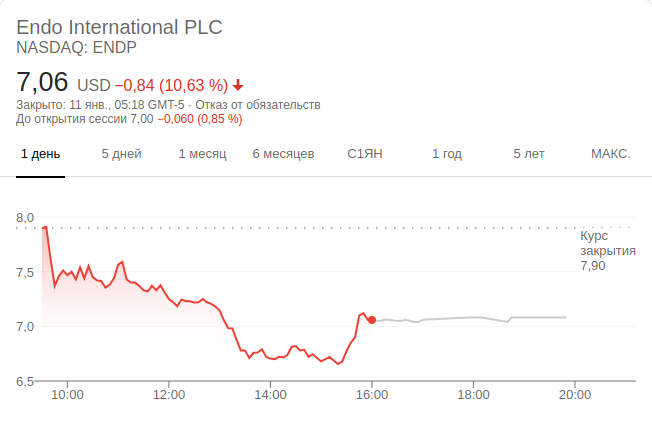 Endo International PLC
NASDAQ: ENDP
7,06 USD −0,84 (10,63 %)
Закрыто: 11 янв., 05:18 GMT-5 · Отказ от обязательств
До открытия сессии 7,00 −0,060 (0,85 %)
1 день 5 дней 1 месяц 6 месяцев С1ЯН 1 год 5 лет МАКС.
8,0
Курс
закрытия
7,90
7,5
7,0
6,5
10:00 12:00 14:00 16:00 18:00 20:00